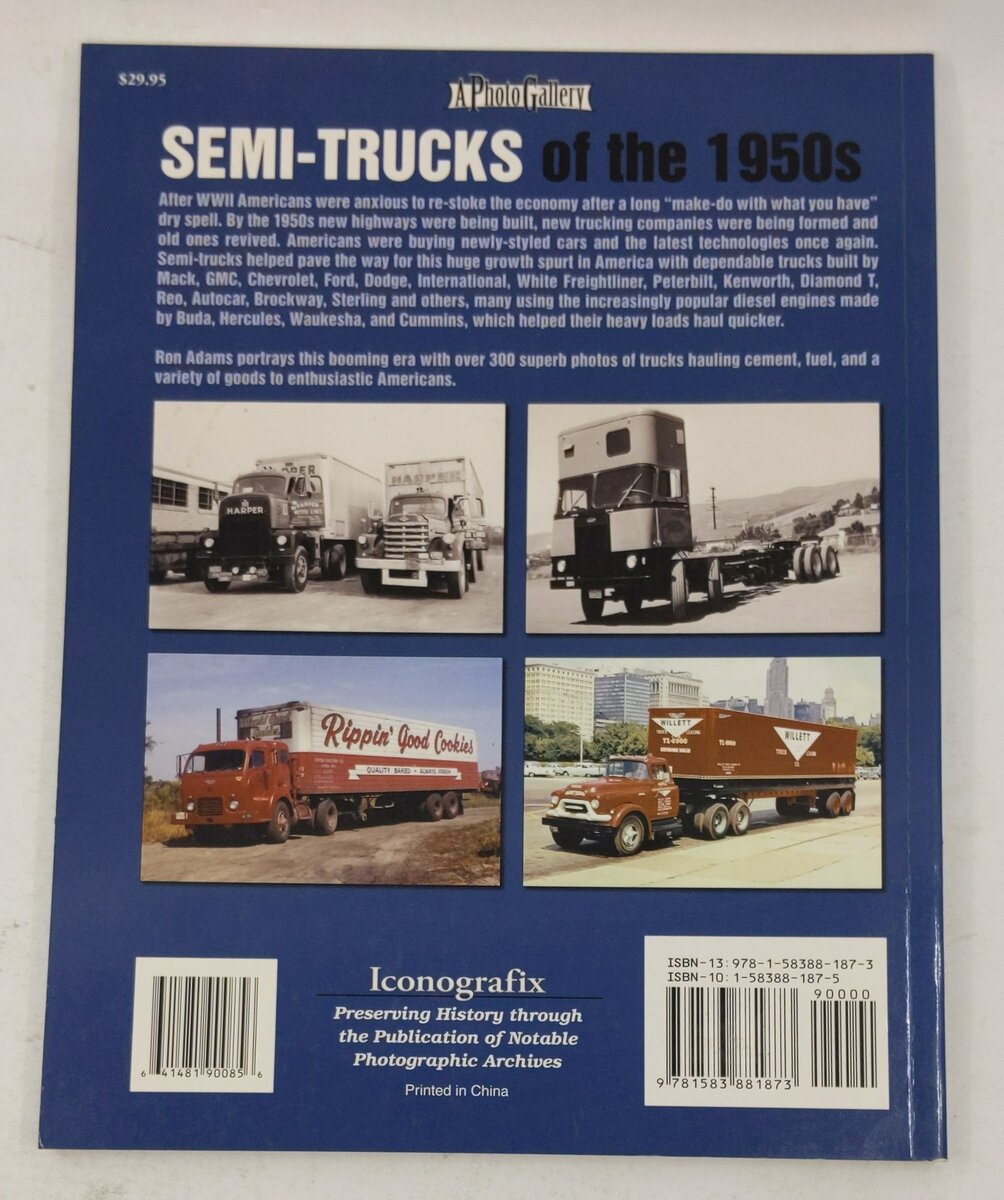 $29.95
A Photo Gallery
SEMI-TRUCKS of the 1950s
After WWII Americans were anxious to re-stoke the economy after a long "make-do with what you have"
dry spell. By the 1950s new highways were being built, new trucking companies were being formed and
old ones revived. Americans were buying newly-styled cars and the latest technologies once again.
Semi-trucks helped pave the way for this huge growth spurt in America with dependable trucks built by
Mack, GMC, Chevrolet, Ford, Dodge, International, White Freightliner, Peterbilt, Kenworth, Diamond T,
Reo, Autocar, Brockway, Sterling and others, many using the increasingly popular diesel engines made
by Buda, Hercules, Waukesha, and Cummins, which helped their heavy loads haul quicker.
Ron Adams portrays this booming era with over 300 superb photos of trucks hauling cement, fuel, and a
variety of goods to enthusiastic Americans.
HARPER
HARPER
Rippin' Good Cookies
QUALITY BAKED • ALWAYS FRESH
WILLETT
WILLETT
TRUCK LEASING
CO.
Iconografix
Preserving History through
the Publication of Notable
Photographic Archives
Printed in China
6 41481 90085 6
ISBN-13: 978-1-58388-187-3
ISBN-10: 1-58388-187-5
90000
9 781583 881873